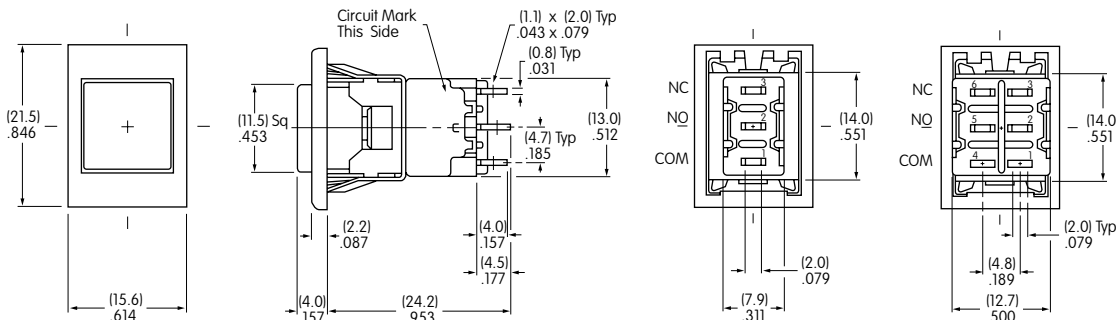 (21.5)
.846
(15.6)
.614
Circuit Mark
This Side
(1.1) x (2.0) Typ
.043 x .079
(0.8) Typ
.031
(11.5) Sq
.453
(4.7) Typ
.185
(13.0)
.512
(2.2)
.087
(4.0)
.157
(4.5)
.177
(4.0)
.157
(24.2)
.953
NC
NO
COM
3
2
1
(14.0)
.551
(2.0)
.079
(7.9)
.311
NC
NO
COM
6 3
5 2
4 1
(14.0
.551
(2.0) Typ
.079
(4.8)
.189
(12.7)
.500